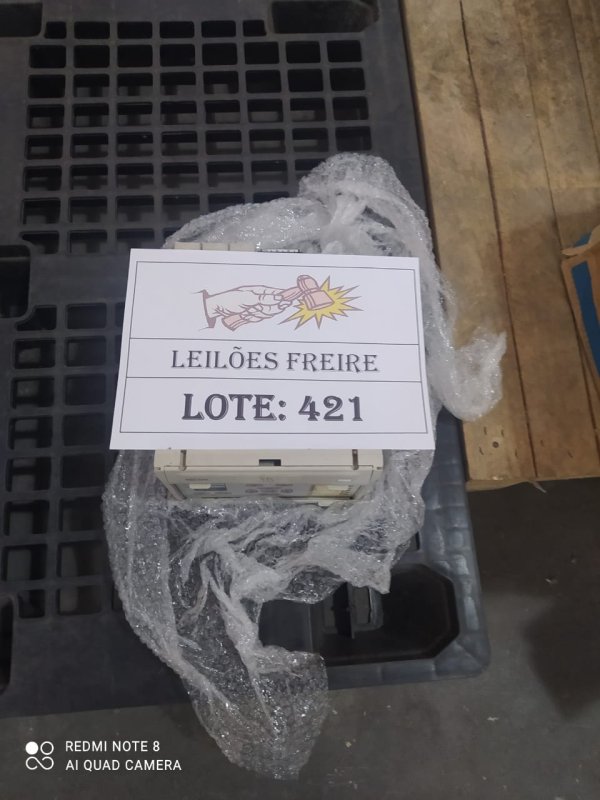 LEILÕES FREIRE
LOTE: 421
REDMI NOTE 8
AI QUAD CAMERA